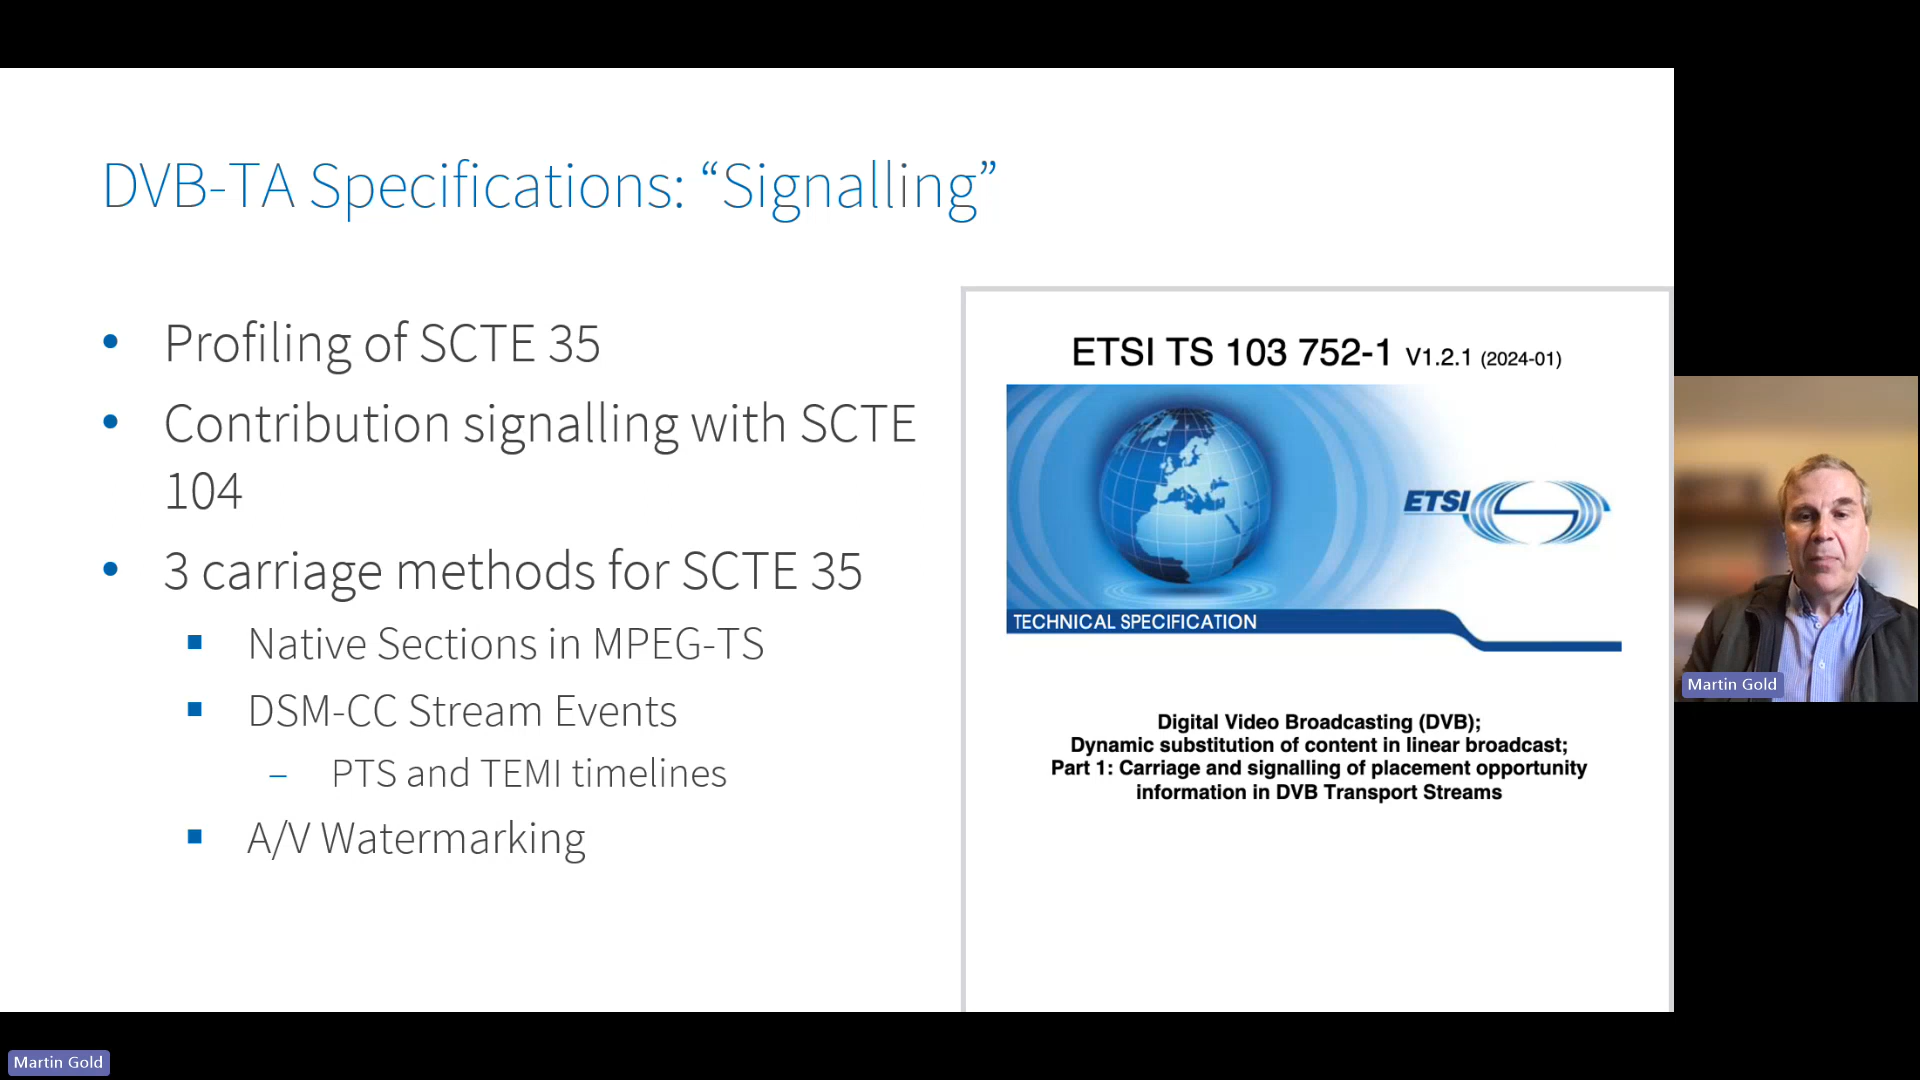 DVB-TA Specifications: “Signalling”
• Profiling of SCTE 35
• Contribution signalling with SCTE
104
• 3 carriage methods for SCTE 35
▪ Native Sections in MPEG-TS
▪ DSM-CC Stream Events
– PTS and TEMI timelines
▪ A/V Watermarking
ETSI TS 103 752-1 V1.2.1 (2024-01)
ETSI
TECHNICAL SPECIFICATION
Digital Video Broadcasting (DVB);
Dynamic substitution of content in linear broadcast;
Part 1: Carriage and signalling of placement opportunity
information in DVB Transport Streams
Martin Gold
Martin Gold